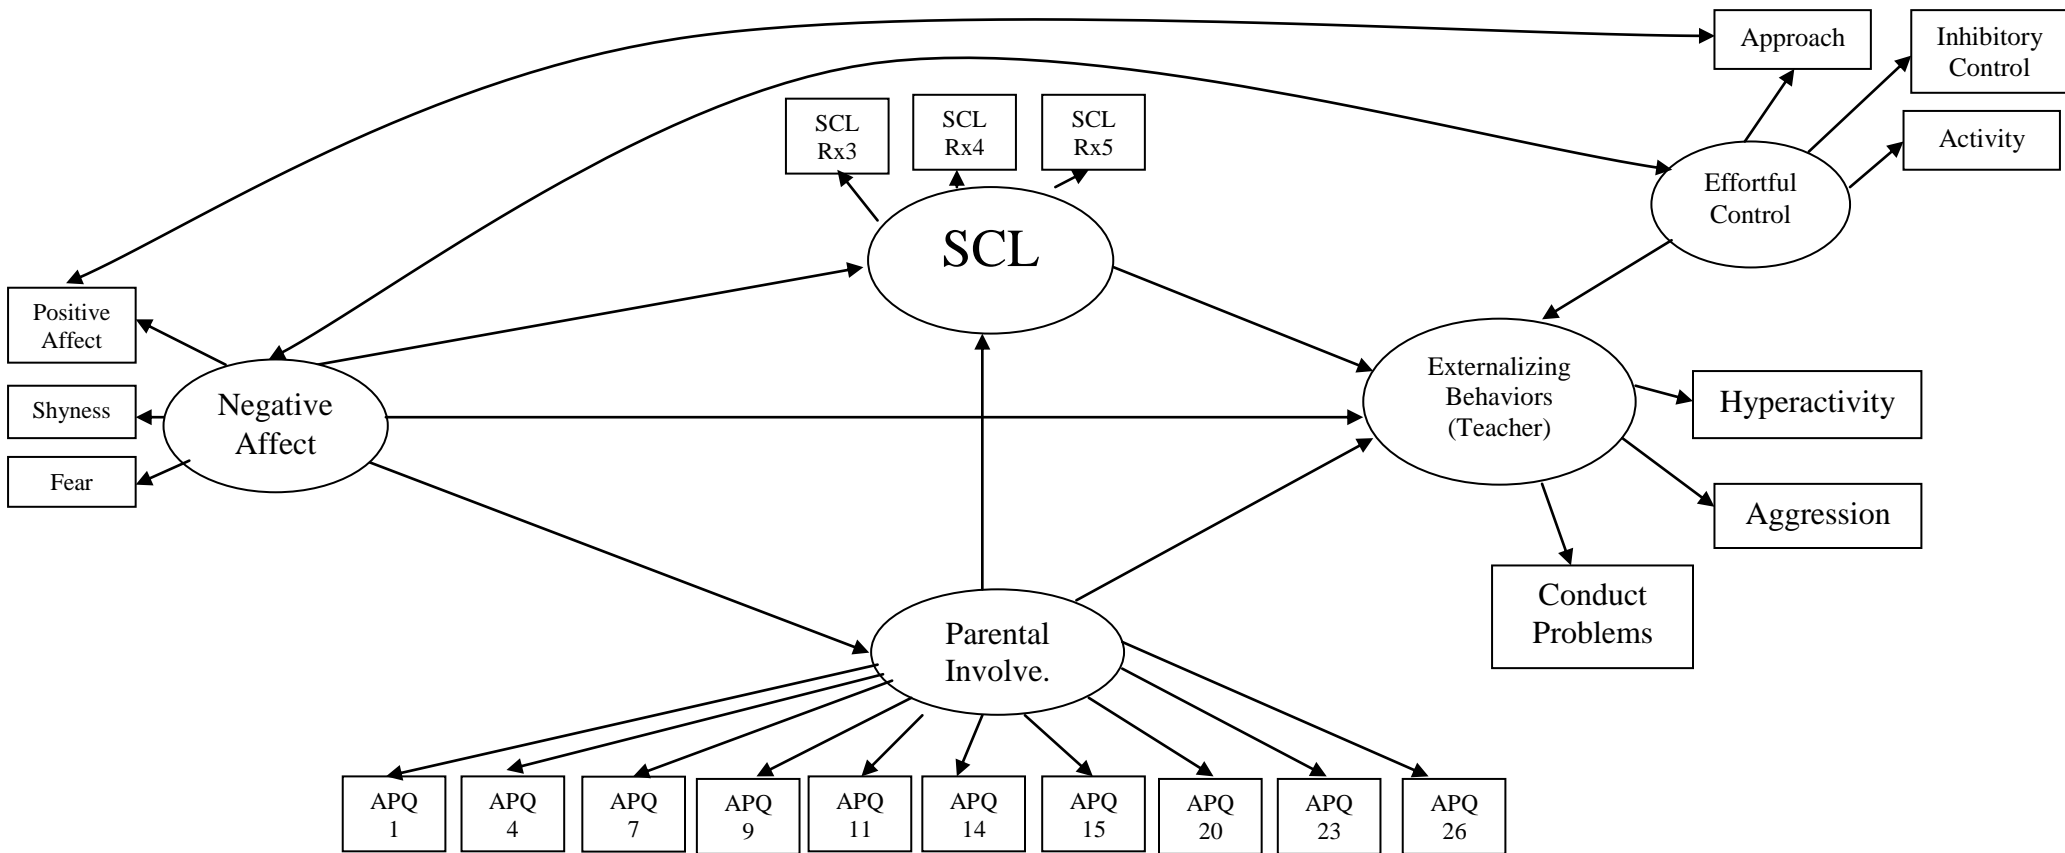 Approach
Inhibitory
Control
SCL
Rx3
SCL
Rx4
SCL
Rx5
Activity
Effortful
Control
SCL
Positive
Affect
Externalizing
Behaviors
(Teacher)
Hyperactivity
Shyness
Negative
Affect
Fear
Aggression
Conduct
Problems
Parental
Involve.
APQ
1
APQ
4
APQ
7
APQ
9
APQ
11
APQ
14
APQ
15
APQ
20
APQ
23
APQ
26